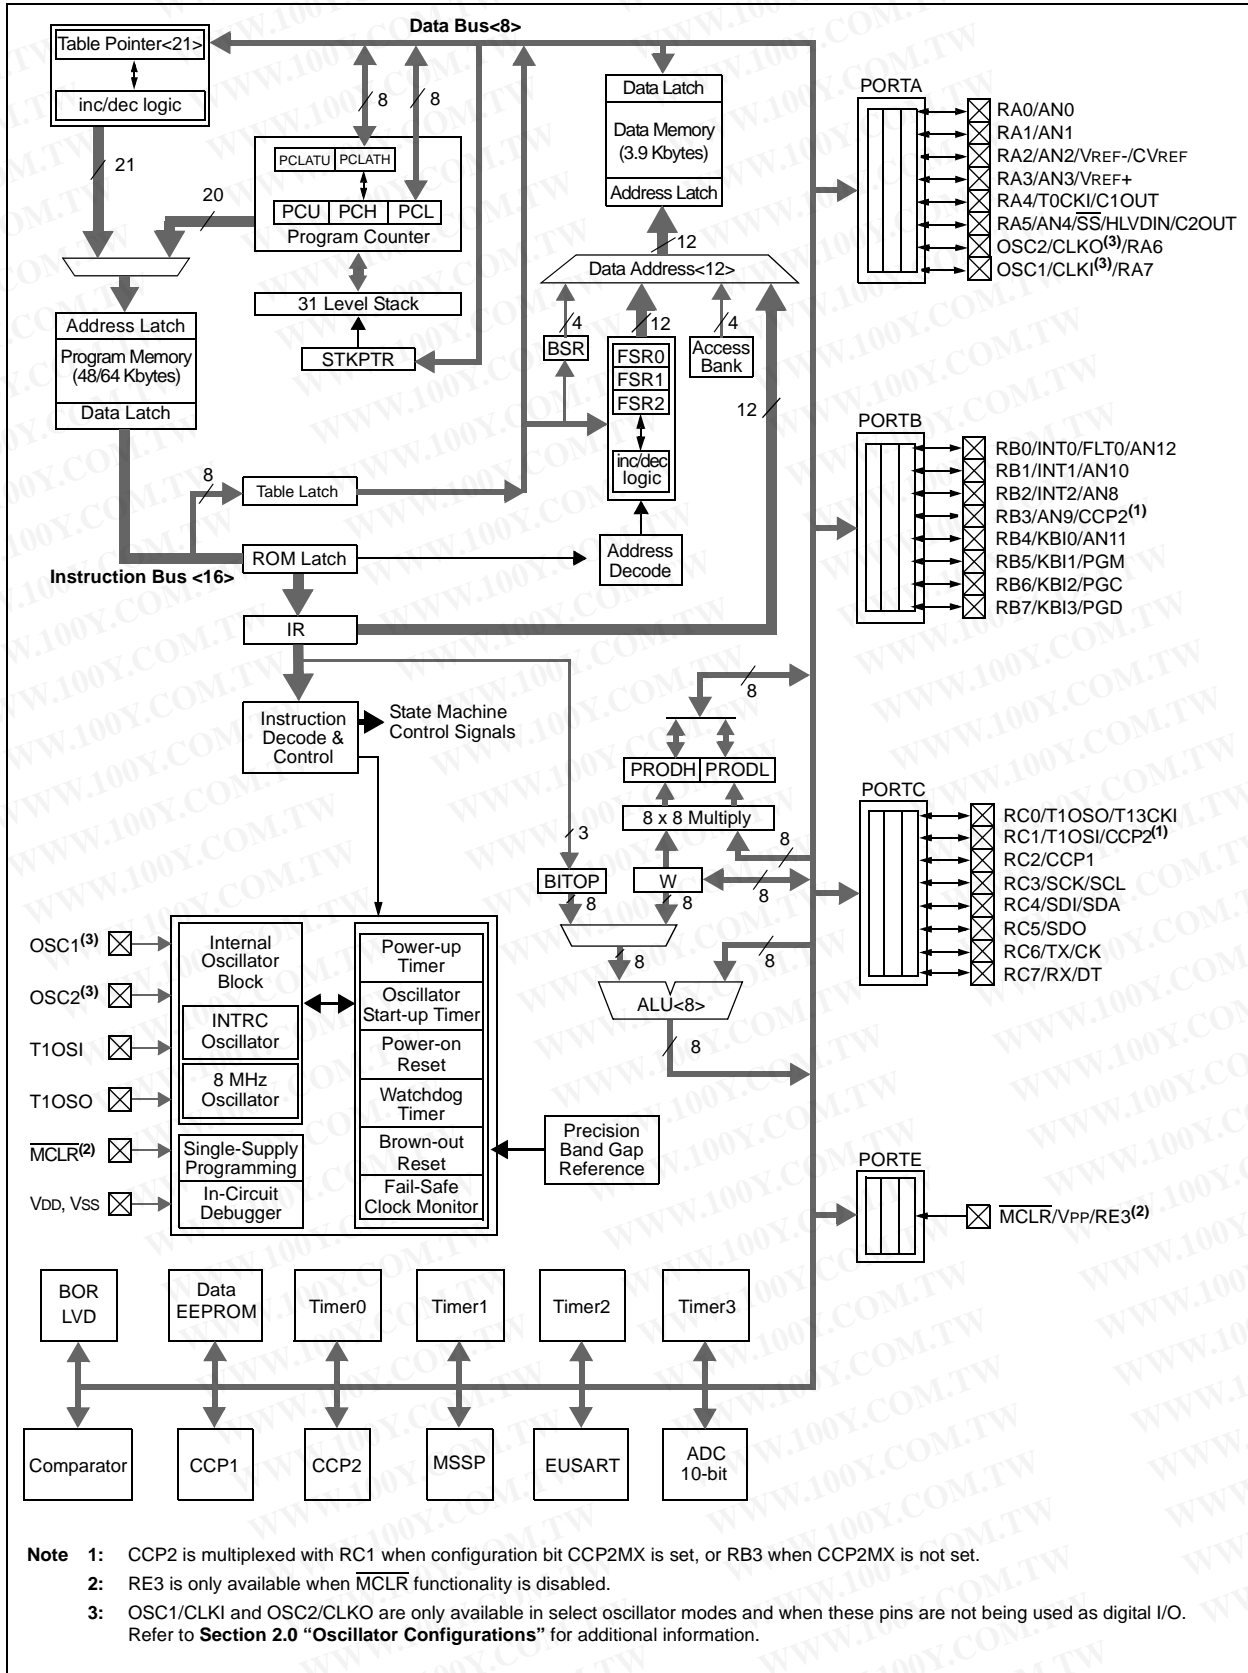 Data Bus<8>
Table Pointer<21>
inc/dec logic
21
20
8
8
PCLATU
PCLATH
PCU
PCH
PCL
Program Counter
31 Level Stack
STKPTR
Address Latch
Program Memory
(48/64 Kbytes)
Data Latch
8
Table Latch
ROM Latch
Instruction Bus <16>
IR
Data Latch
Data Memory
(3.9 Kbytes)
Address Latch
12
Data Address<12>
4
12
4
BSR
FSR0
FSR1
FSR2
inc/dec
logic
Access
Bank
12
Address
Decode
Instruction
Decode &
Control
State Machine
Control Signals
8
PRODH
PRODL
8 x 8 Multiply
3
8
BITOP
W
8
8
8
8
8
ALU<8>
8
OSC1(3)
OSC2(3)
T1OSI
T1OSO
MCLR(2)
VDD, VSS
Internal
Oscillator
Block
INTRC
Oscillator
8 MHz
Oscillator
Single-Supply
Programming
In-Circuit
Debugger
Power-up
Timer
Oscillator
Start-up Timer
Power-on
Reset
Watchdog
Timer
Brown-out
Reset
Fail-Safe
Clock Monitor
Precision
Band Gap
Reference
PORTA
RA0/AN0
RA1/AN1
RA2/AN2/VREF-/CVREF
RA3/AN3/VREF+
RA4/T0CKI/C1OUT
RA5/AN4/SS/HLVDIN/C2OUT
OSC2/CLKO(3)/RA6
OSC1/CLKI(3)/RA7
PORTB
RB0/INT0/FLT0/AN12
RB1/INT1/AN10
RB2/INT2/AN8
RB3/AN9/CCP2(1)
RB4/KBI0/AN11
RB5/KBI1/PGM
RB6/KBI2/PGC
RB7/KBI3/PGD
PORTC
RC0/T1OSO/T13CKI
RC1/T1OSI/CCP2(1)
RC2/CCP1
RC3/SCK/SCL
RC4/SDI/SDA
RC5/SDO
RC6/TX/CK
RC7/RX/DT
PORTE
MCLR/VPP/RE3(2)
BOR
LVD
Data
EEPROM
Timer0
Timer1
Timer2
Timer3
Comparator
CCP1
CCP2
MSSP
EUSART
ADC
10-bit
Note 1: CCP2 is multiplexed with RC1 when configuration bit CCP2MX is set, or RB3 when CCP2MX is not set.
2: RE3 is only available when MCLR functionality is disabled.
3: OSC1/CLKI and OSC2/CLKO are only available in select oscillator modes and when these pins are not being used as digital I/O.
Refer to Section 2.0 “Oscillator Configurations” for additional information.
WWW.100Y.COM.TW